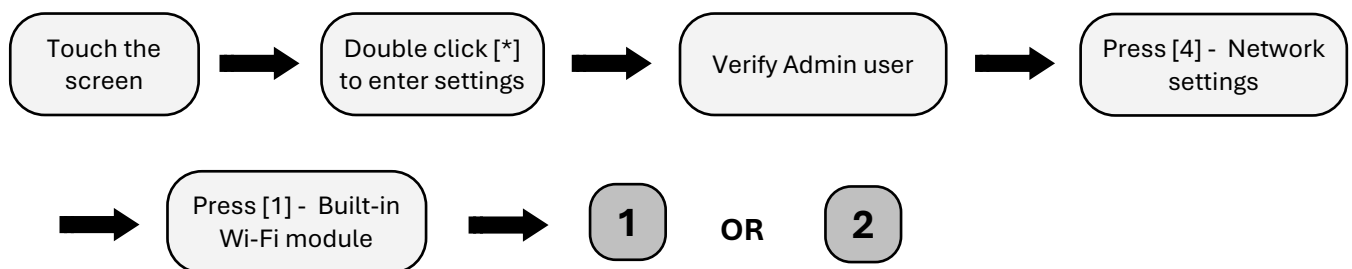 Touch the
screen
Double click [*]
to enter settings
Verify Admin user
Press [4] - Network
settings
Press [1] - Built-in
Wi-Fi module
1
OR
2